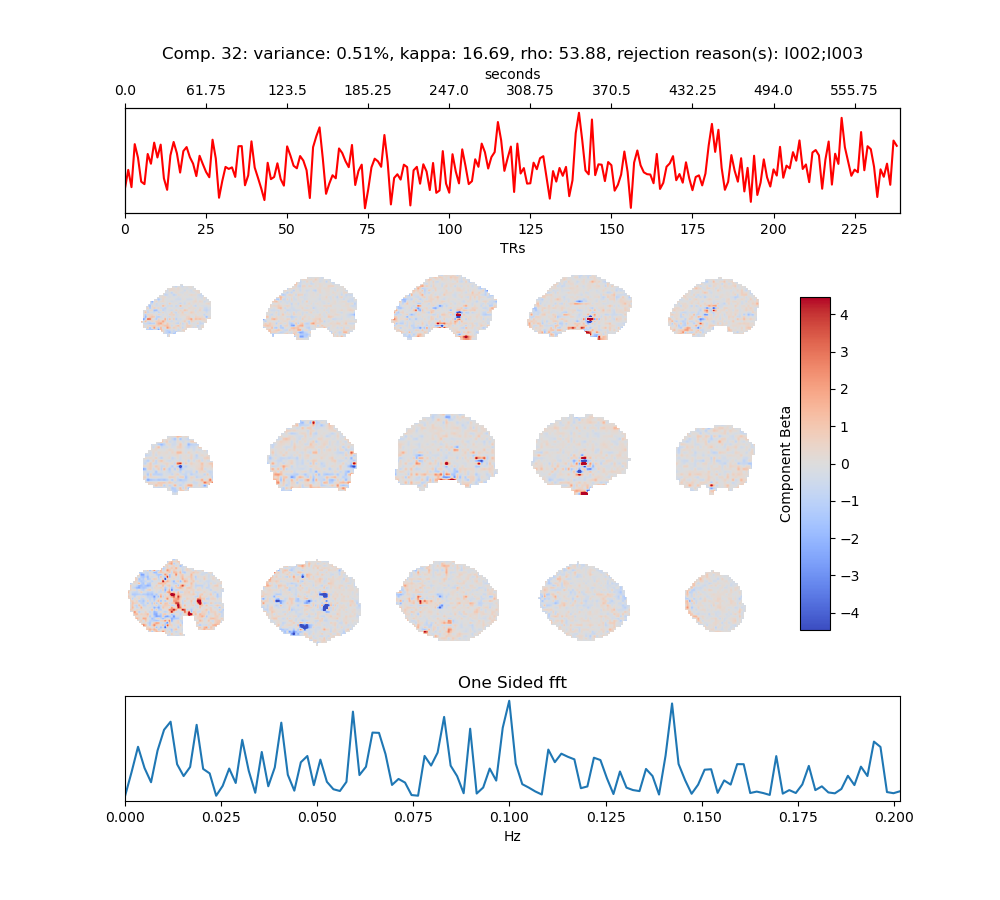 Comp. 32: variance: 0.51%, kappa: 16.69, rho: 53.88, rejection reason(s): I002;I003
seconds
0.0 61.75 123.5 185.25 247.0 308.75 370.5 432.25 494.0 555.75
0 25 50 75 100 125 150 175 200 225
TRs
4
3
2
1
0
−1
−2
−3
−4
Component Beta
One Sided fft
0.000 0.025 0.050 0.075 0.100 0.125 0.150 0.175 0.200
Hz